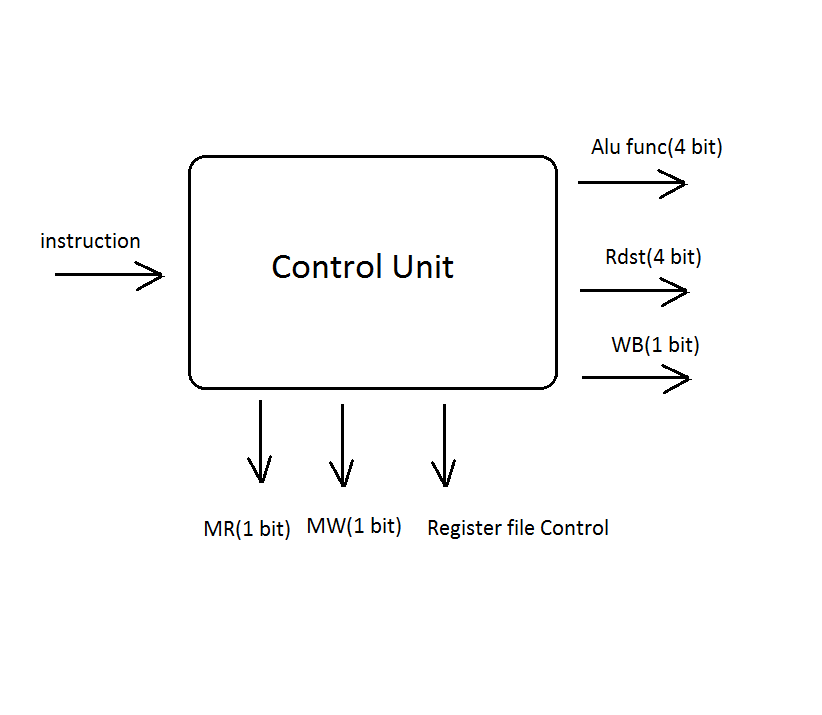 Alu func(4 bit)
instruction
Control Unit
Rdst(4 bit)
WB(1 bit)
MR(1 bit)
MW(1 bit)
Register file Control